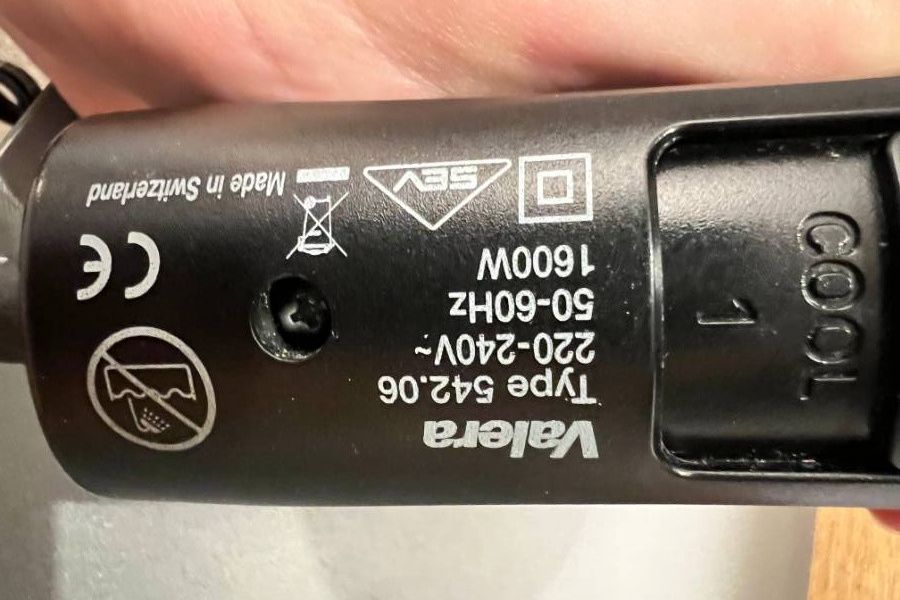 Valera
Type 542.06
220-240V~
50-60Hz
1600W
SEV
Made in Switzerland
CE
COOL
1